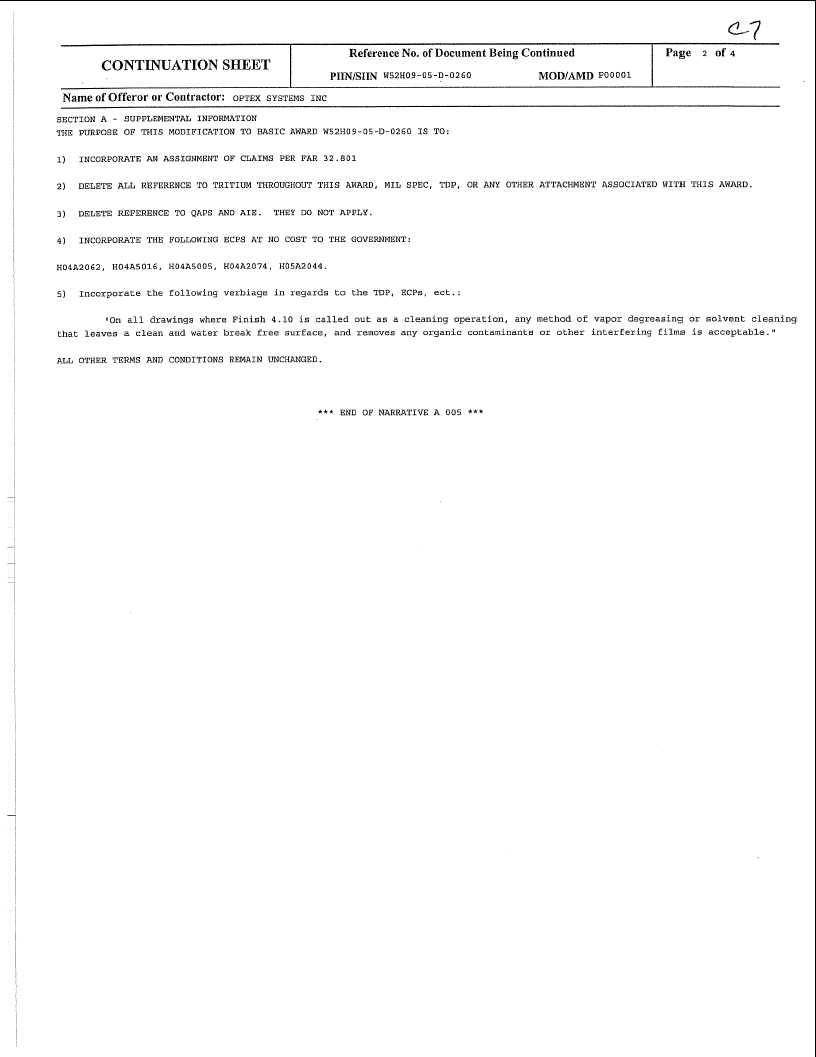 C7
CONTINUATION SHEET
Reference No. of Document Being Continued
PIIN/SIIN W52H09-05-D-0260 MOD/AMD P00001
Page 2 of 4
Name of Offeror or Contractor: OPTEX SYSTEMS INC
SECTION A - SUPPLEMENTAL INFORMATION
THE PURPOSE OF THIS MODIFICATION TO BASIC AWARD W52H09-05-D-0260 IS TO:
1) INCORPORATE AN ASSIGNMENT OF CLAIMS PER FAR 32.801
2) DELETE ALL REFERENCE TO TRITIUM THROUGHOUT THIS AWARD, MIL SPEC, TDP, OR ANY OTHER ATTACHMENT ASSOCIATED WITH THIS AWARD.
3) DELETE REFERENCE TO QAPS AND AIE. THEY DO NOT APPLY.
4) INCORPORATE THE FOLLOWING ECPS AT NO COST TO THE GOVERNMENT:
H04A2062, H04A5016, H04A5005, H04A2074, H05A2044.
5) Incorporate the following verbiage in regards to the TDP, ECPs, ect.:
"On all drawings where Finish 4.10 is called out as a cleaning operation, any method of vapor degreasing or solvent cleaning
that leaves a clean and water break free surface, and removes any organic contaminants or other interfering films is acceptable."
ALL OTHER TERMS AND CONDITIONS REMAIN UNCHANGED.
*** END OF NARRATIVE A 005 ***